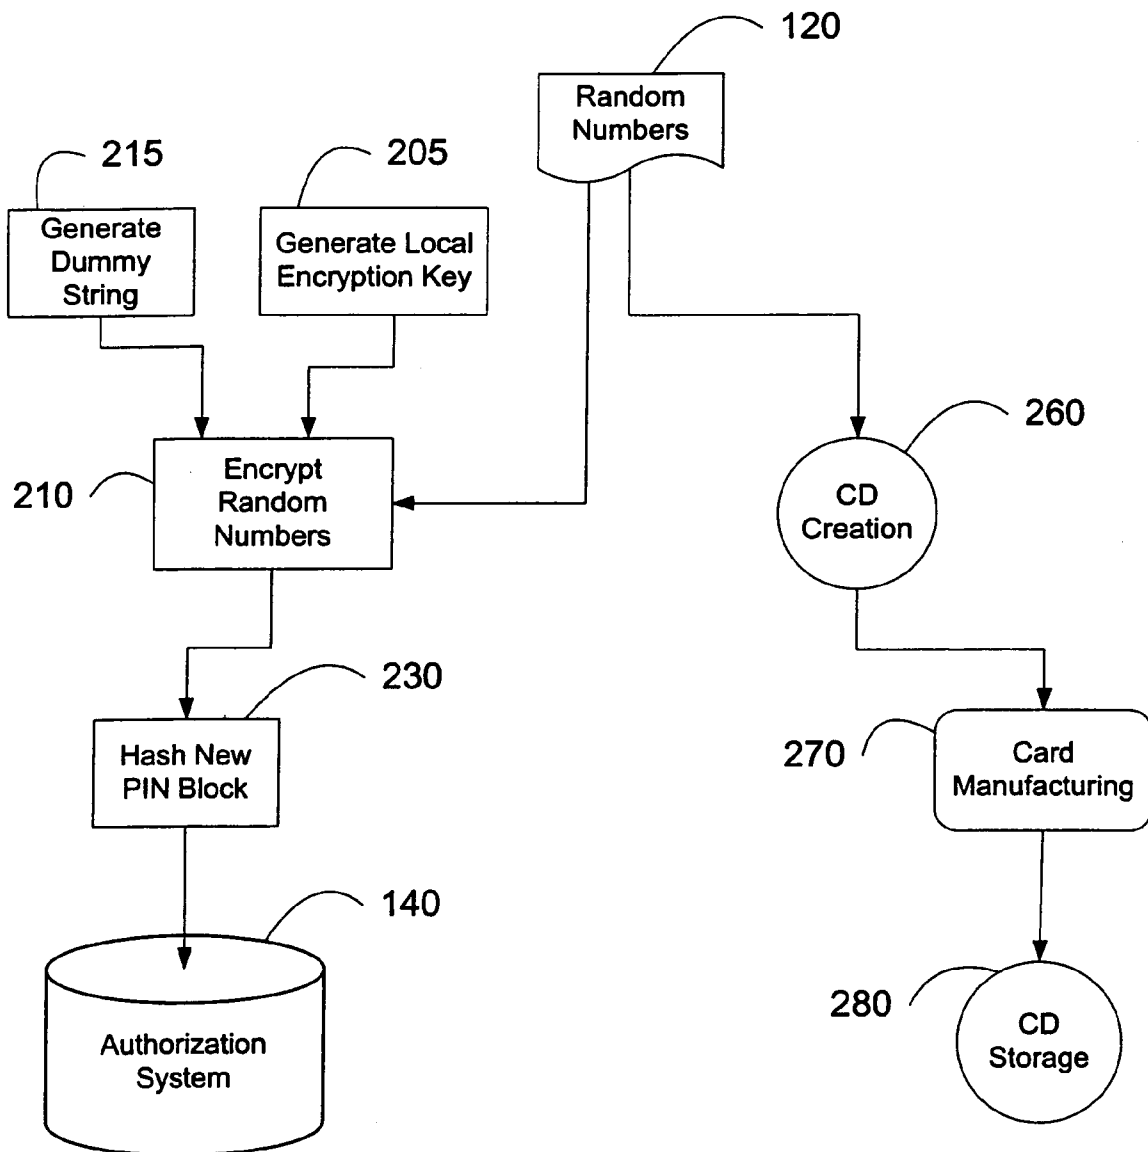 120
Random
Numbers
215
205
Generate
Dummy
String
Generate Local
Encryption Key
260
210
Encrypt
Random
Numbers
CD
Creation
230
270
Hash New
PIN Block
Card
Manufacturing
140
280
Authorization
System
CD
Storage